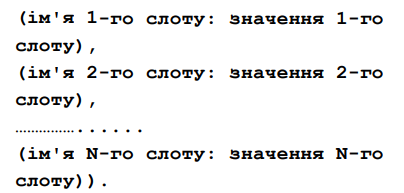 (ім'я 1-го слоту: значення 1-го
слоту),
(ім'я 2-го слоту: значення 2-го
слоту),
……………......
(ім'я N-го слоту: значення N-го
слоту)).